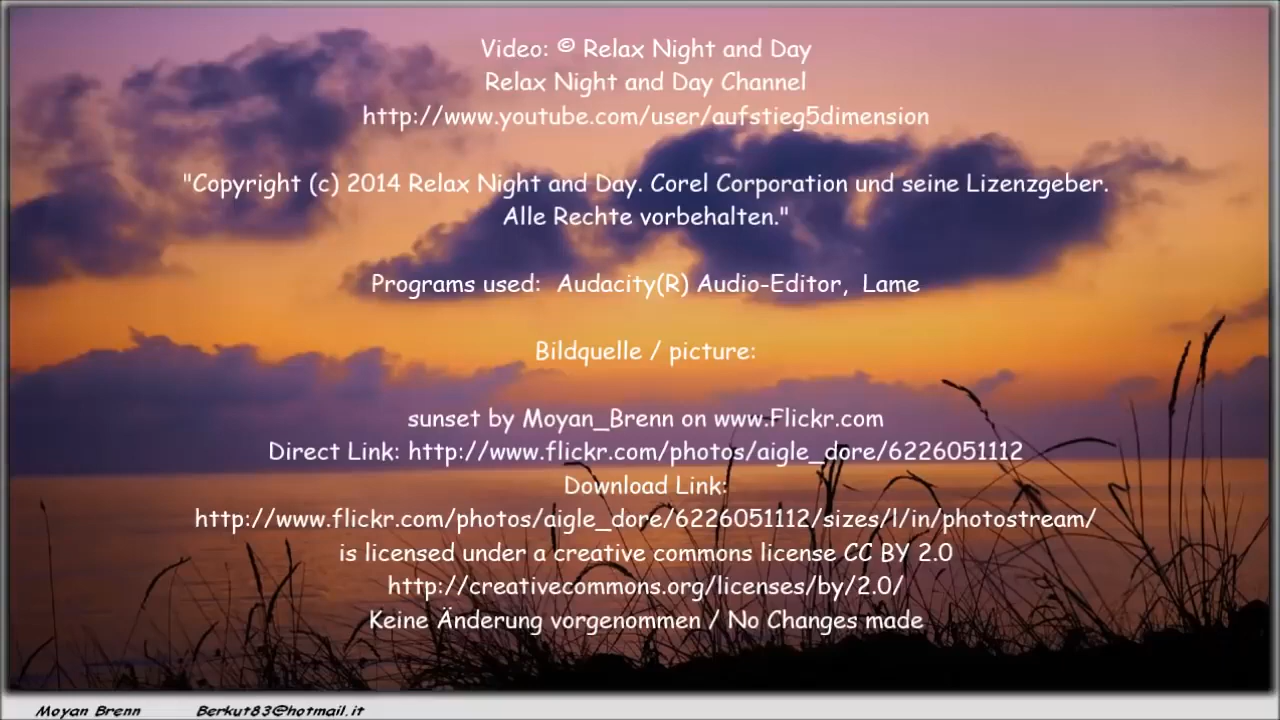 Video: © Relax Night and Day
Relax Night and Day Channel
http://www.youtube.com/user/aufstieg5dimension
"Copyright (c) 2014 Relax Night and Day. Corel Corporation und seine Lizenzgeber.
Alle Rechte vorbehalten."
Programs used:  Audacity(R) Audio-Editor,  Lame
Bildquelle / picture:
sunset by Moyan_Brenn on www.Flickr.com
Direct Link: http://www.flickr.com/photos/aigle_dore/6226051112
Download Link:
http://www.flickr.com/photos/aigle_dore/6226051112/sizes/l/in/photostream/
is licensed under a creative commons license CC BY 2.0
http://creativecommons.org/licenses/by/2.0/
Keine Änderung vorgenommen / No Changes made
Moyan Brenn Berkut83@hotmail.it